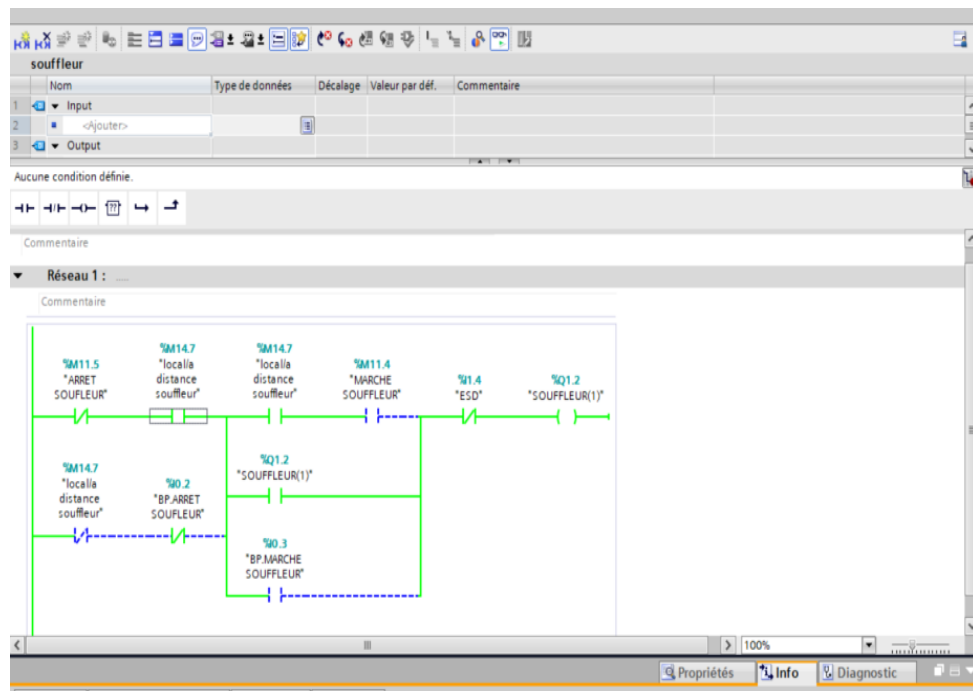 souffleur
Nom Type de données Décalage Valeur par déf. Commentaire
1 Input
2 <Ajouter>
3 Output
Aucune condition définie.
Commentaire
Réseau 1 : ....
Commentaire
%M11.5
"ARRET
SOUFLEUR"
%M14.7
"local/a
distance
souffleur"
%M14.7
"local/a
distance
souffleur"
%M11.4
"MARCHE
SOUFFLEUR"
%I1.4
"ESD"
%Q1.2
"SOUFFLEUR(1)"
%M14.7
"local/a
distance
souffleur"
%I0.2
"BP.ARRET
SOUFLEUR"
%Q1.2
"SOUFFLEUR(1)"
%I0.3
"BP.MARCHE
SOUFFLEUR"
100%
Propriétés Info Diagnostic